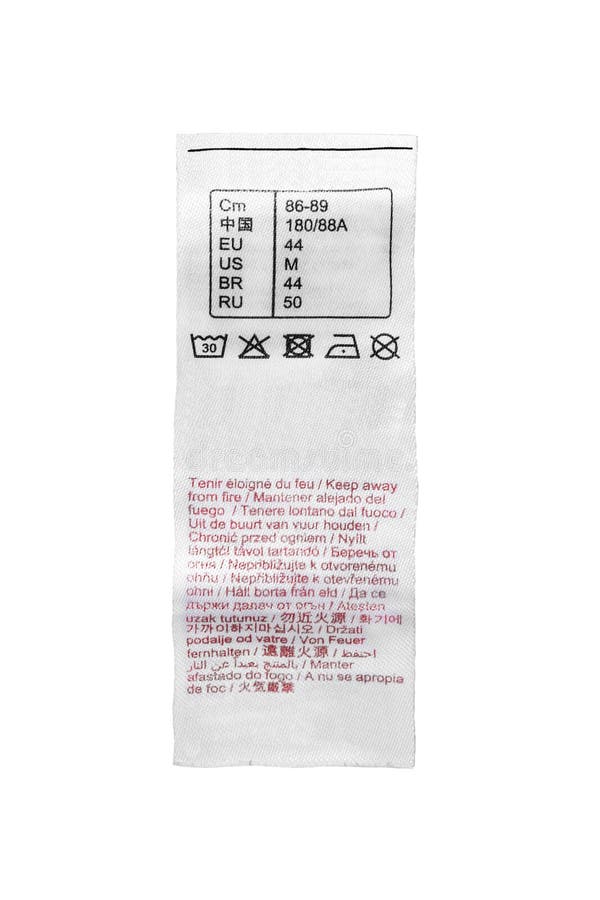 Cm 86-89
中国 180/88A
EU 44
US M
BR 44
RU 50
30
dreamstime
Tenir éloigné du feu / Keep away
from fire / Mantener alejado del
fuego / Tenere lontano dal fuoco /
Uit de buurt van vuur houden /
Chronić przed ogniem / Nyílt
lángtól távol tartandó / Беречь от
огня / Nepribližujte k otvorenému
ohňu / Nepřibližujte k otevřenému
ohni / Håll borta från eld / Да се
държи далеч от огън / Ateşten
uzak tutunuz / 勿近火源 / 화기에
가까이하지마십시오 / Držati
podalje od vatre / Von Feuer
fernhalten / 遠離火源 / احتفظ
بالمنتج بعيداً عن النار / Manter
afastado do fogo / A nu se apropia
de foc / 火気厳禁